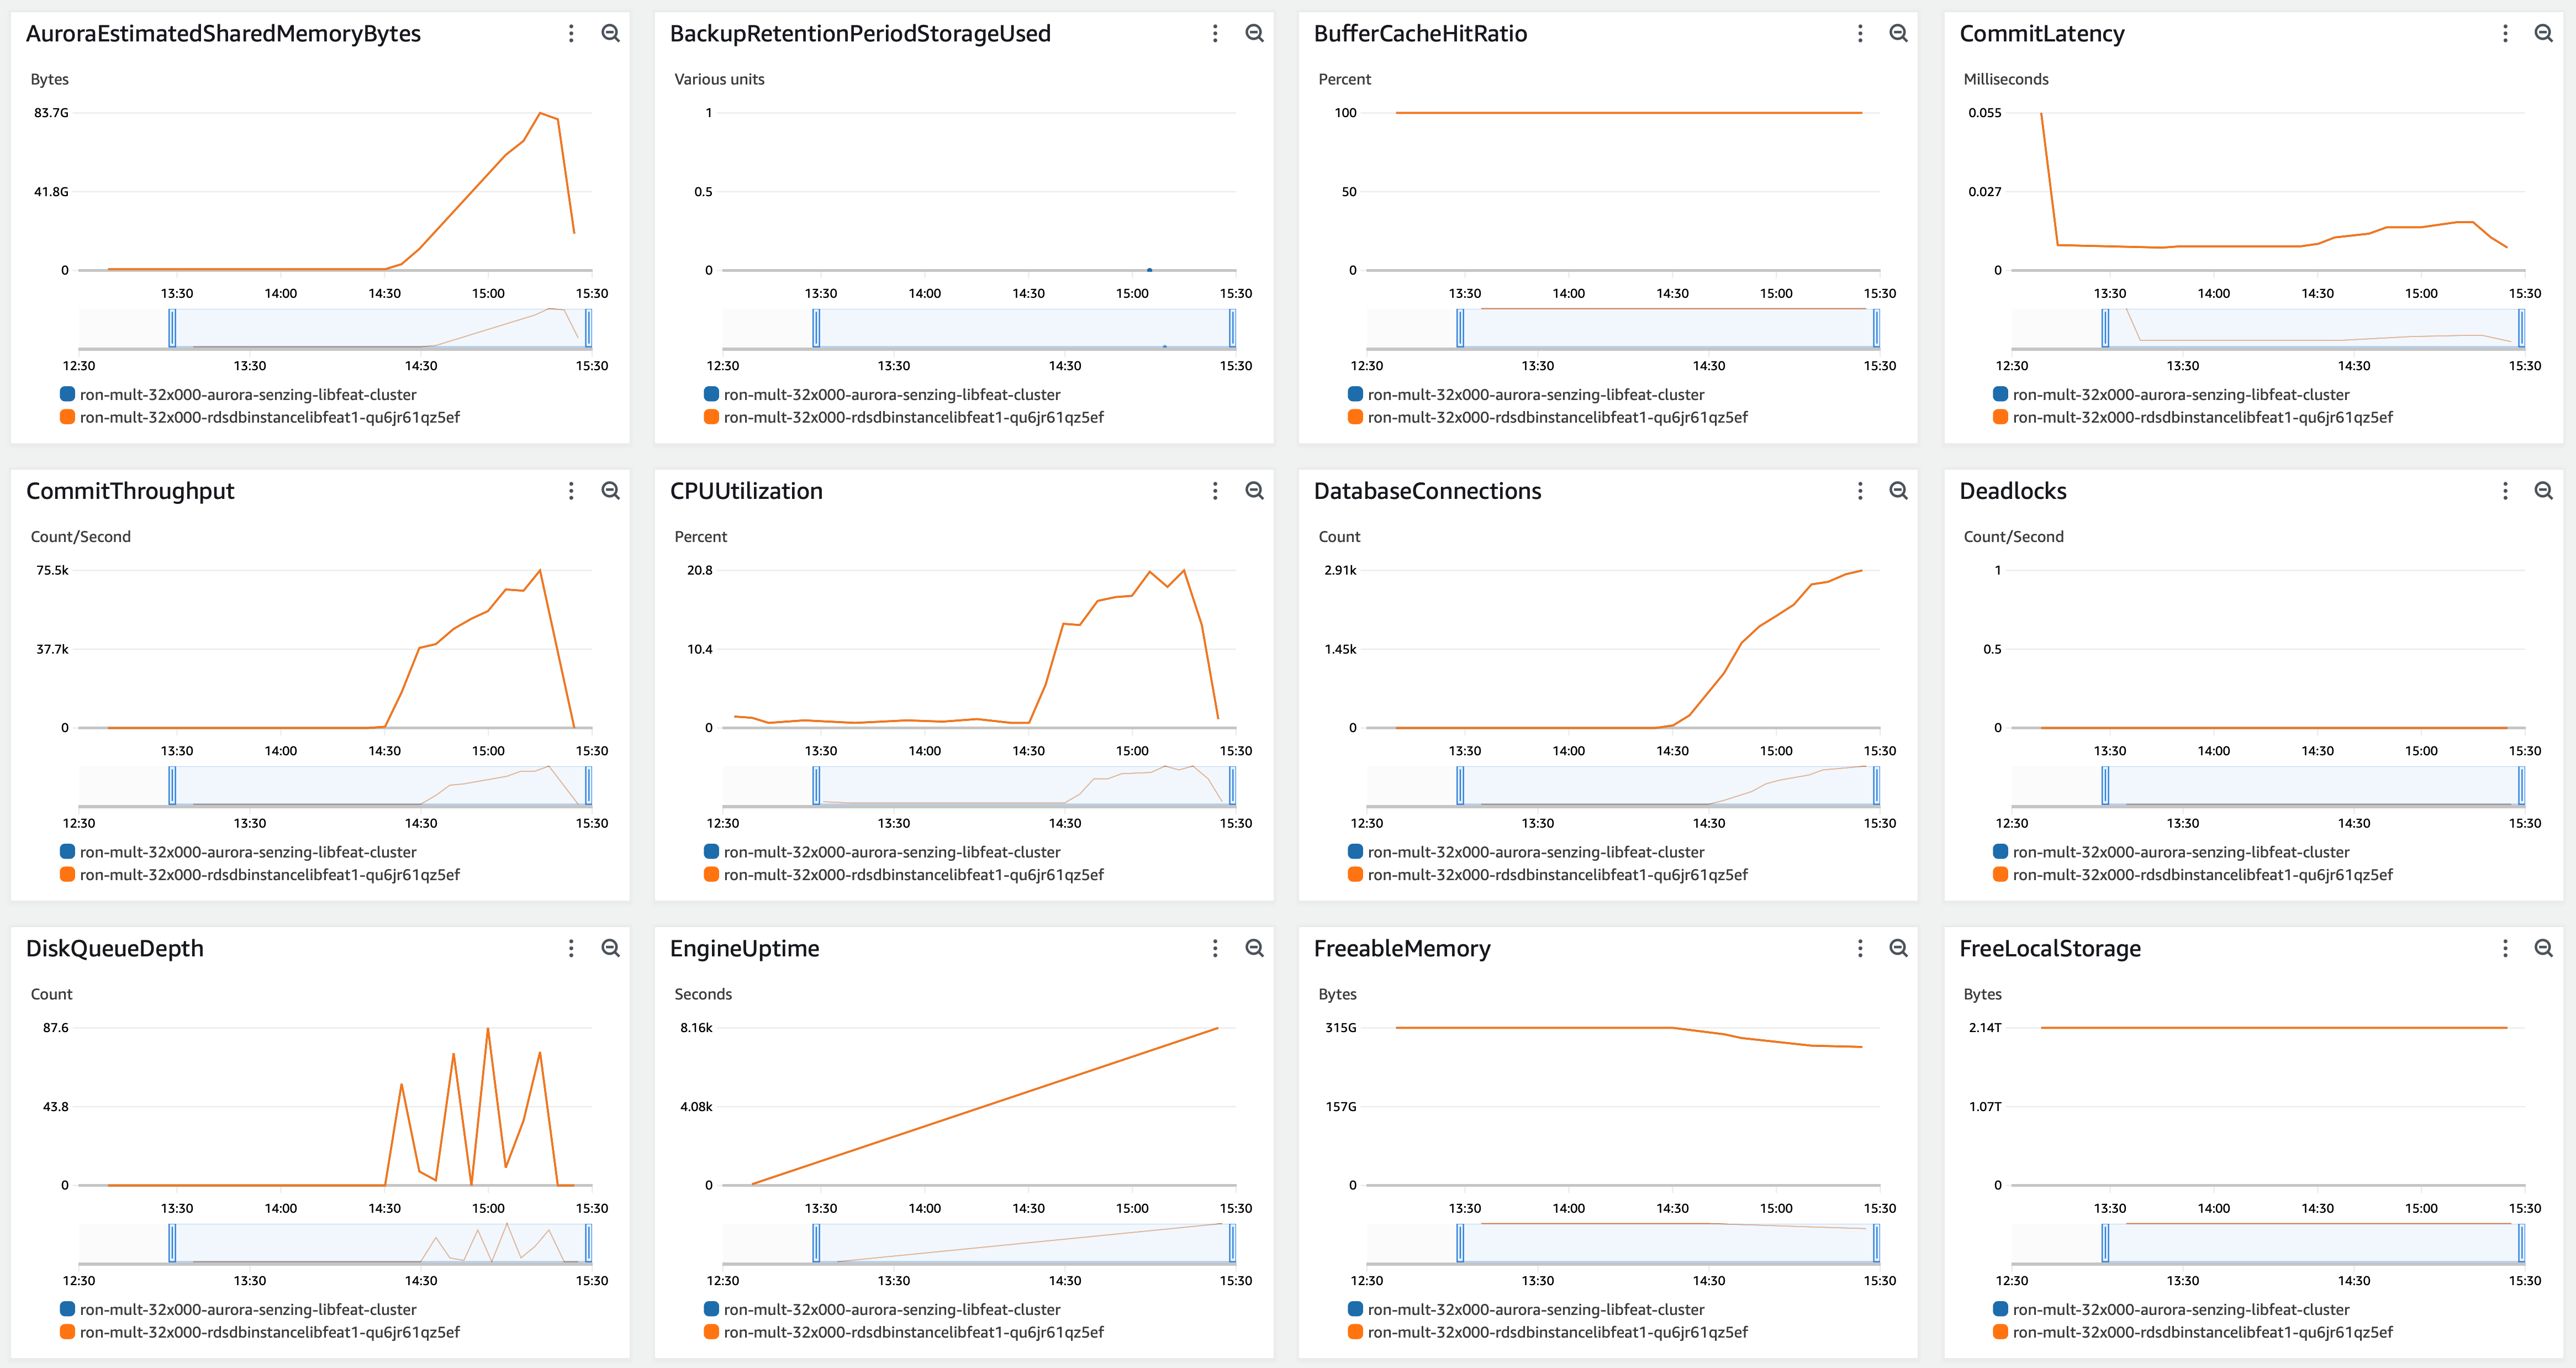 AuroraEstimatedSharedMemoryBytes
Bytes
83.7G
41.8G
0
13:30 14:00 14:30 15:00 15:30
12:30 13:30 14:30 15:30
ron-mult-32x000-aurora-senzing-libfeat-cluster
ron-mult-32x000-rdsdbinstancelibfeat1-qu6jr61qz5ef
BackupRetentionPeriodStorageUsed
Various units
1
0.5
0
13:30 14:00 14:30 15:00 15:30
12:30 13:30 14:30 15:30
ron-mult-32x000-aurora-senzing-libfeat-cluster
ron-mult-32x000-rdsdbinstancelibfeat1-qu6jr61qz5ef
BufferCacheHitRatio
Percent
100
50
0
13:30 14:00 14:30 15:00 15:30
12:30 13:30 14:30 15:30
ron-mult-32x000-aurora-senzing-libfeat-cluster
ron-mult-32x000-rdsdbinstancelibfeat1-qu6jr61qz5ef
CommitLatency
Milliseconds
0.055
0.027
0
13:30 14:00 14:30 15:00 15:30
12:30 13:30 14:30 15:30
ron-mult-32x000-aurora-senzing-libfeat-cluster
ron-mult-32x000-rdsdbinstancelibfeat1-qu6jr61qz5ef
CommitThroughput
Count/Second
75.5k
37.7k
0
13:30 14:00 14:30 15:00 15:30
12:30 13:30 14:30 15:30
ron-mult-32x000-aurora-senzing-libfeat-cluster
ron-mult-32x000-rdsdbinstancelibfeat1-qu6jr61qz5ef
CPUUtilization
Percent
20.8
10.4
0
13:30 14:00 14:30 15:00 15:30
12:30 13:30 14:30 15:30
ron-mult-32x000-aurora-senzing-libfeat-cluster
ron-mult-32x000-rdsdbinstancelibfeat1-qu6jr61qz5ef
DatabaseConnections
Count
2.91k
1.45k
0
13:30 14:00 14:30 15:00 15:30
12:30 13:30 14:30 15:30
ron-mult-32x000-aurora-senzing-libfeat-cluster
ron-mult-32x000-rdsdbinstancelibfeat1-qu6jr61qz5ef
Deadlocks
Count/Second
1
0.5
0
13:30 14:00 14:30 15:00 15:30
12:30 13:30 14:30 15:30
ron-mult-32x000-aurora-senzing-libfeat-cluster
ron-mult-32x000-rdsdbinstancelibfeat1-qu6jr61qz5ef
DiskQueueDepth
Count
87.6
43.8
0
13:30 14:00 14:30 15:00 15:30
12:30 13:30 14:30 15:30
ron-mult-32x000-aurora-senzing-libfeat-cluster
ron-mult-32x000-rdsdbinstancelibfeat1-qu6jr61qz5ef
EngineUptime
Seconds
8.16k
4.08k
0
13:30 14:00 14:30 15:00 15:30
12:30 13:30 14:30 15:30
ron-mult-32x000-aurora-senzing-libfeat-cluster
ron-mult-32x000-rdsdbinstancelibfeat1-qu6jr61qz5ef
FreeableMemory
Bytes
315G
157G
0
13:30 14:00 14:30 15:00 15:30
12:30 13:30 14:30 15:30
ron-mult-32x000-aurora-senzing-libfeat-cluster
ron-mult-32x000-rdsdbinstancelibfeat1-qu6jr61qz5ef
FreeLocalStorage
Bytes
2.14T
1.07T
0
13:30 14:00 14:30 15:00 15:30
12:30 13:30 14:30 15:30
ron-mult-32x000-aurora-senzing-libfeat-cluster
ron-mult-32x000-rdsdbinstancelibfeat1-qu6jr61qz5ef